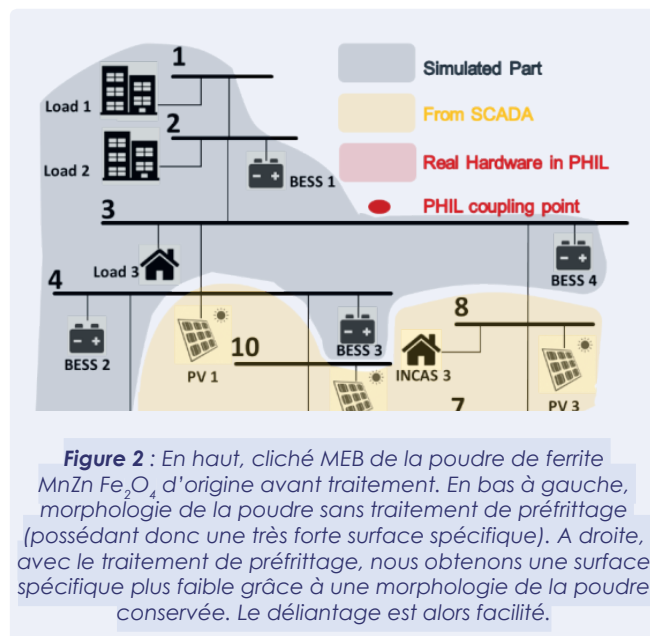 1
Load 1
2
Load 2
BESS 1
Simulated Part
From SCADA
Real Hardware in PHIL
PHIL coupling point
3
Load 3
BESS 4
4
BESS 2
PV 1
10
BESS 3
8
INCAS 3
PV 3
7
Figure 2 : En haut, cliché MEB de la poudre de ferrite
MnZn Fe₂O₄ d'origine avant traitement. En bas à gauche,
morphologie de la poudre sans traitement de préfrittage
(possédant donc une très forte surface spécifique). A droite,
avec le traitement de préfrittage, nous obtenons une surface
spécifique plus faible grâce à une morphologie de la poudre
conservée. Le déliantage est alors facilité.